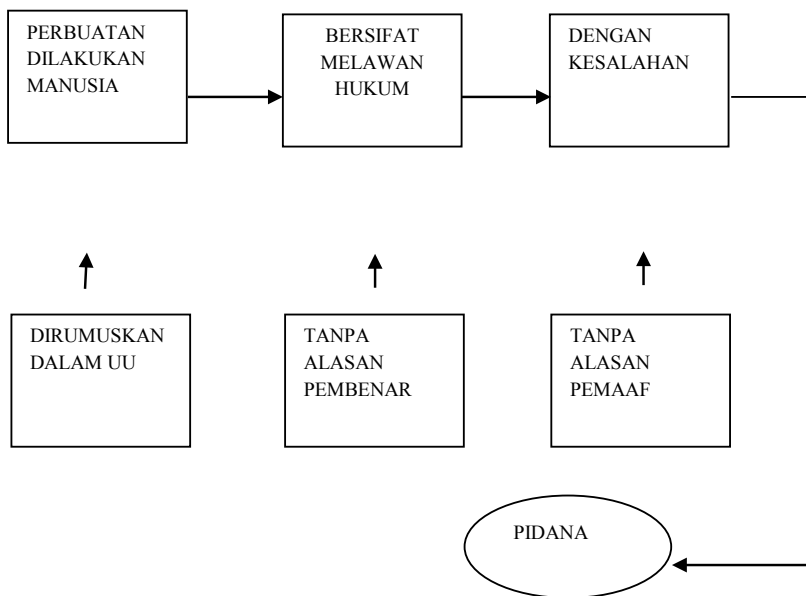 PERBUATAN
DILAKUKAN
MANUSIA
BERSIFAT
MELAWAN
HUKUM
DENGAN
KESALAHAN
DIRUMUSKAN
DALAM UU
TANPA
ALASAN
PEMBENAR
TANPA
ALASAN
PEMAAF
PIDANA